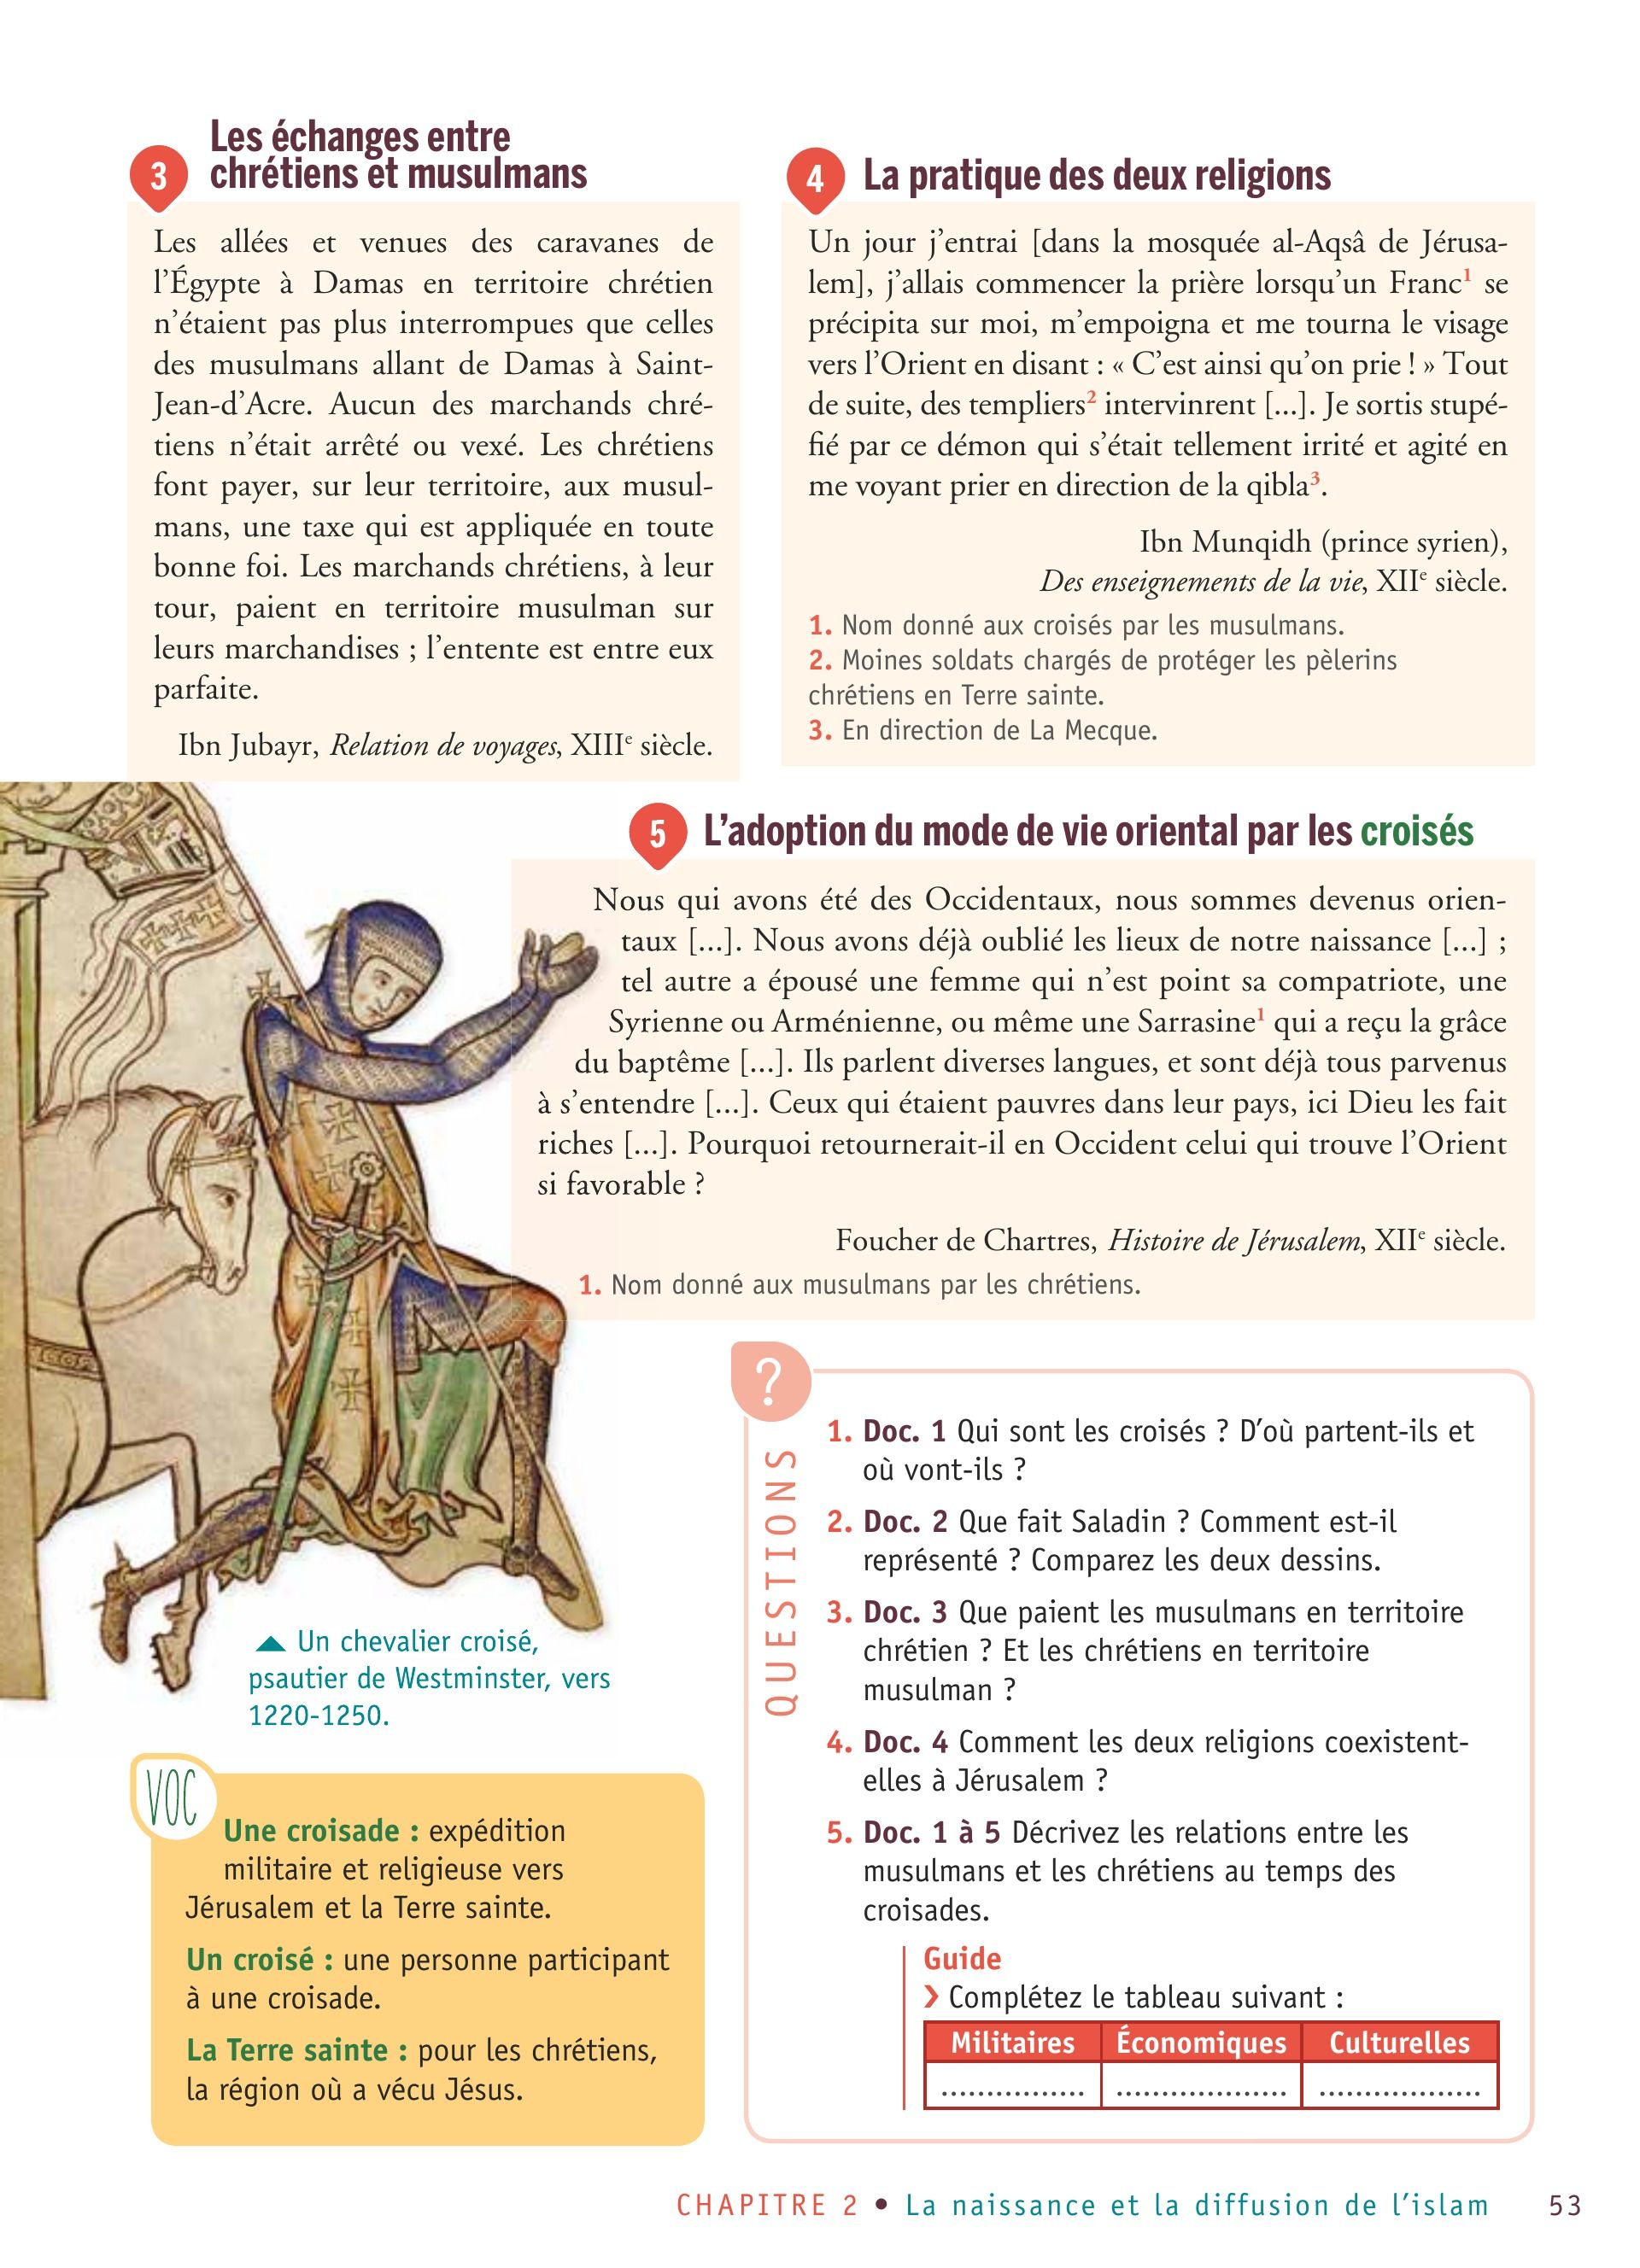 3
Les échanges entre
chrétiens et musulmans
Les allées et venues des caravanes de
l'Égypte à Damas en territoire chrétien
n'étaient pas plus interrompues que celles
des musulmans allant de Damas à Saint-
Jean-d'Acre. Aucun des marchands chré-
tiens n'était arrêté ou vexé. Les chrétiens
font payer, sur leur territoire, aux musul-
mans, une taxe qui est appliquée en toute
bonne foi. Les marchands chrétiens, à leur
tour, paient en territoire musulman sur
leurs marchandises ; l'entente est entre eux
parfaite.
Ibn Jubayr, Relation de voyages, XIIIe siècle.
4
La pratique des deux religions
Un jour j'entrai [dans la mosquée al-Aqsâ de Jérusa-
lem], j'allais commencer la prière lorsqu'un Franc1 se
précipita sur moi, m'empoigna et me tourna le visage
vers l'Orient en disant : « C'est ainsi qu'on prie ! » Tout
de suite, des templiers2 intervinrent [...]. Je sortis stupé-
fié par ce démon qui s'était tellement irrité et agité en
me voyant prier en direction de la qibla3.
Ibn Munqidh (prince syrien),
Des enseignements de la vie, XIIe siècle.
1. Nom donné aux croisés par les musulmans.
2. Moines soldats chargés de protéger les pèlerins
chrétiens en Terre sainte.
3. En direction de La Mecque.
5
L'adoption du mode de vie oriental par les croisés
Nous qui avons été des Occidentaux, nous sommes devenus orien-
taux [...]. Nous avons déjà oublié les lieux de notre naissance [...] ;
tel autre a épousé une femme qui n'est point sa compatriote, une
Syrienne ou Arménienne, ou même une Sarrasine1 qui a reçu la grâce
du baptême [...]. Ils parlent diverses langues, et sont déjà tous parvenus
à s'entendre [...]. Ceux qui étaient pauvres dans leur pays, ici Dieu les fait
riches [...]. Pourquoi retournerait-il en Occident celui qui trouve l'Orient
si favorable ?
Foucher de Chartres, Histoire de Jérusalem, XIIe siècle.
1. Nom donné aux musulmans par les chrétiens.
▲ Un chevalier croisé,
psautier de Westminster, vers
1220-1250.
VOC
Une croisade : expédition
militaire et religieuse vers
Jérusalem et la Terre sainte.
Un croisé : une personne participant
à une croisade.
La Terre sainte : pour les chrétiens,
la région où a vécu Jésus.
?
QUESTIONS
1. Doc. 1 Qui sont les croisés ? D'où partent-ils et
où vont-ils ?
2. Doc. 2 Que fait Saladin ? Comment est-il
représenté ? Comparez les deux dessins.
3. Doc. 3 Que paient les musulmans en territoire
chrétien ? Et les chrétiens en territoire
musulman ?
4. Doc. 4 Comment les deux religions coexistent-
elles à Jérusalem ?
5. Doc. 1 à 5 Décrivez les relations entre les
musulmans et les chrétiens au temps des
croisades.
Guide
❯ Complétez le tableau suivant :
Militaires Économiques Culturelles
................ ................... ..................
CHAPITRE 2 • La naissance et la diffusion de l'islam 53